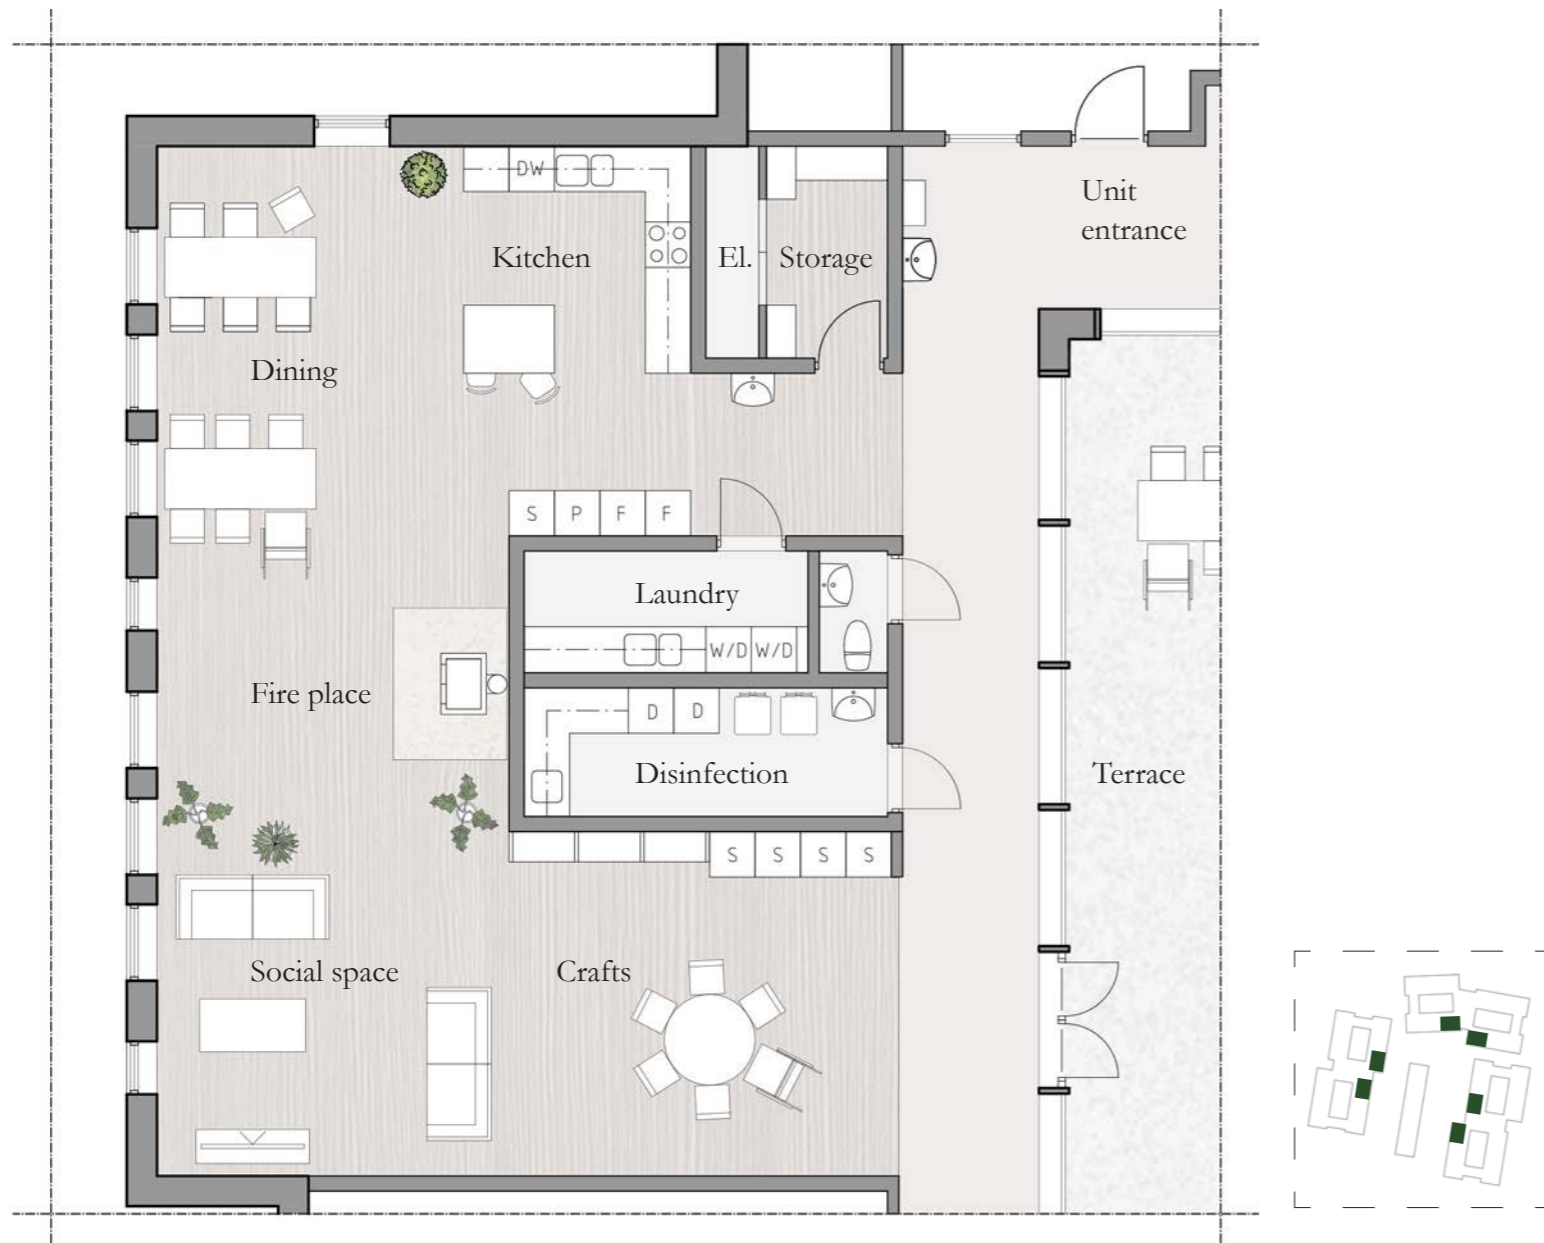 DW
Unit
entrance
Kitchen
El.
Storage
Dining
S P F F
Laundry
W/D W/D
Fire place
D D
Disinfection
Terrace
S S S S
Social space
Crafts